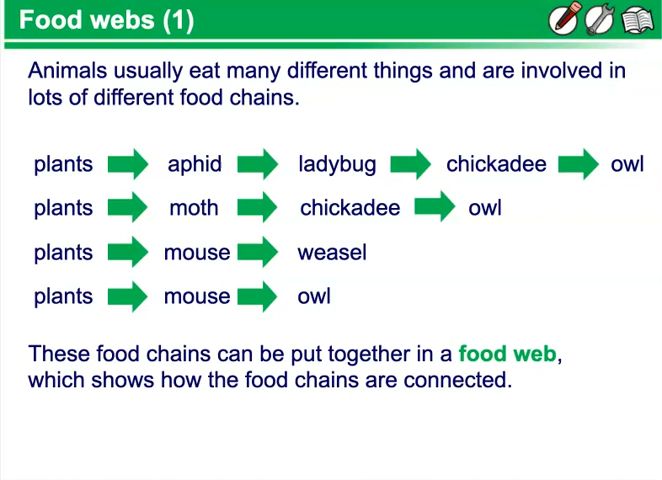 Food webs (1)
Animals usually eat many different things and are involved in
lots of different food chains.
plants aphid ladybug chickadee owl
plants moth chickadee owl
plants mouse weasel
plants mouse owl
These food chains can be put together in a food web,
which shows how the food chains are connected.